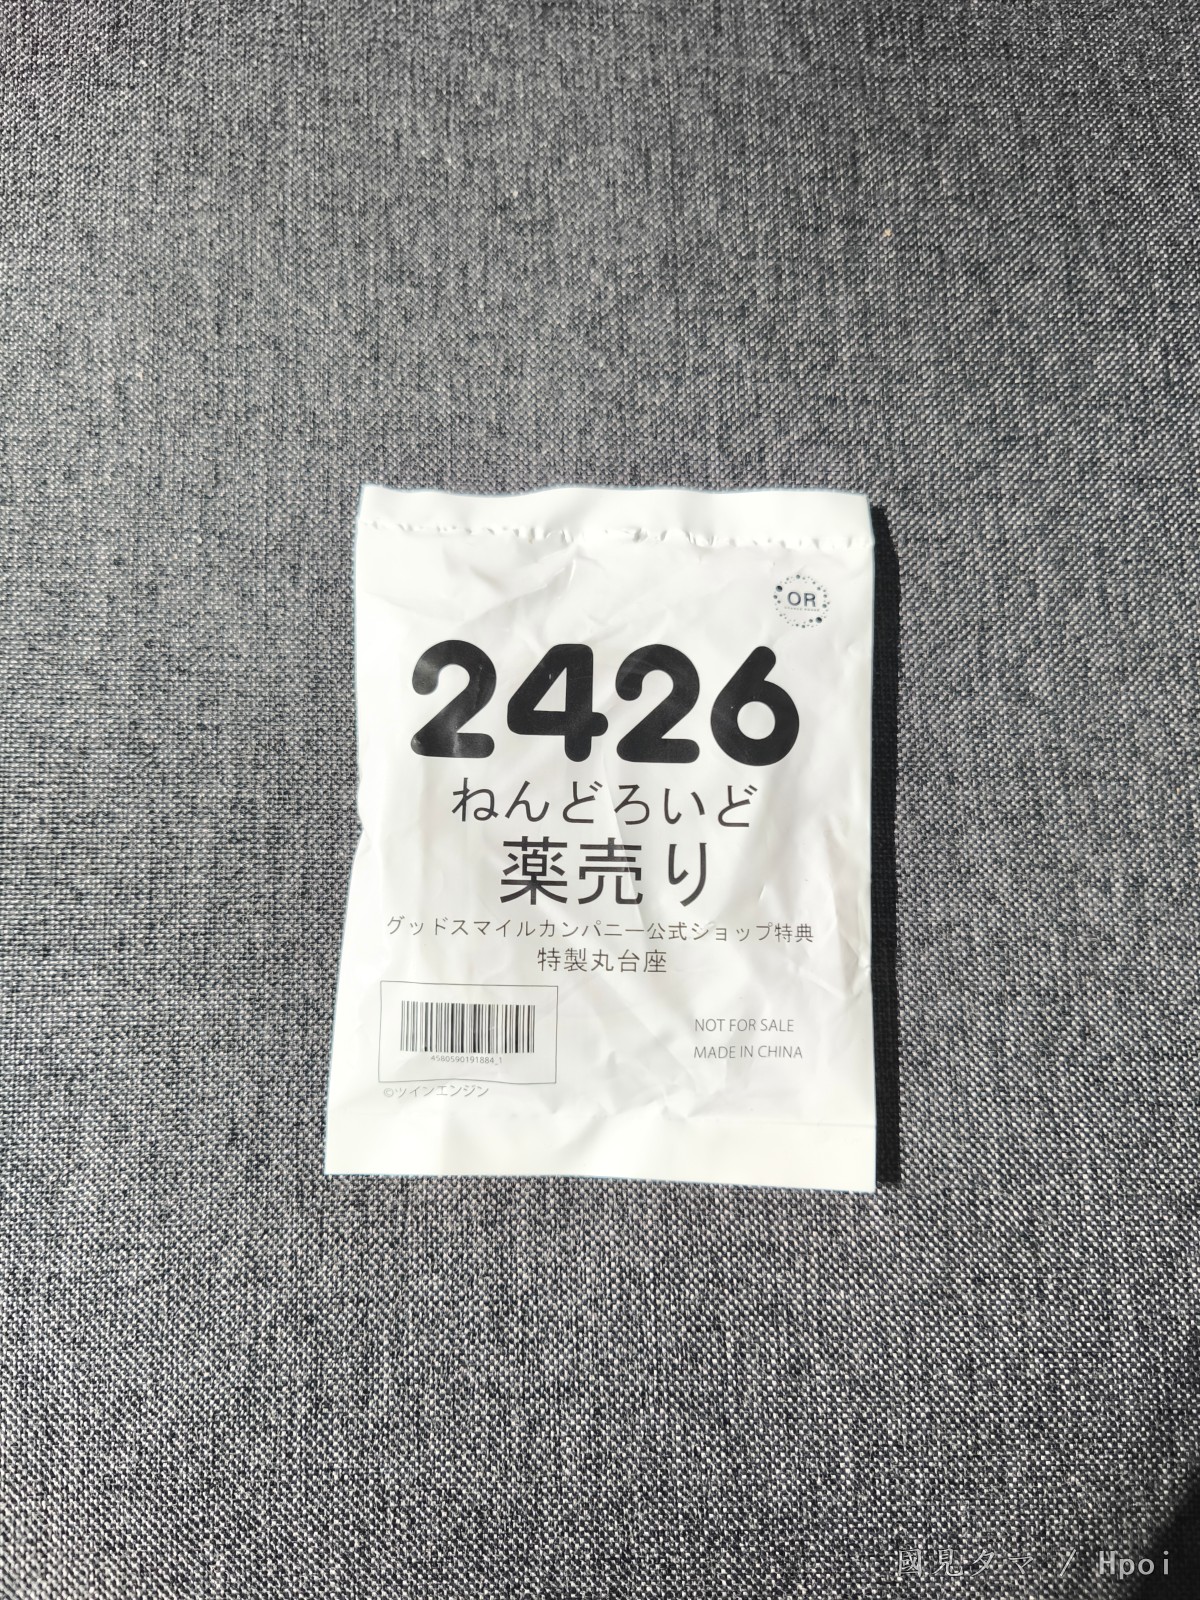 OR
2426
ねんどろいど
薬売り
グッドスマイルカンパニー公式ショップ特典
特製丸台座
4580590191884_1
NOT FOR SALE
MADE IN CHINA
©ツインエンジン
國見タマ / Hpoi